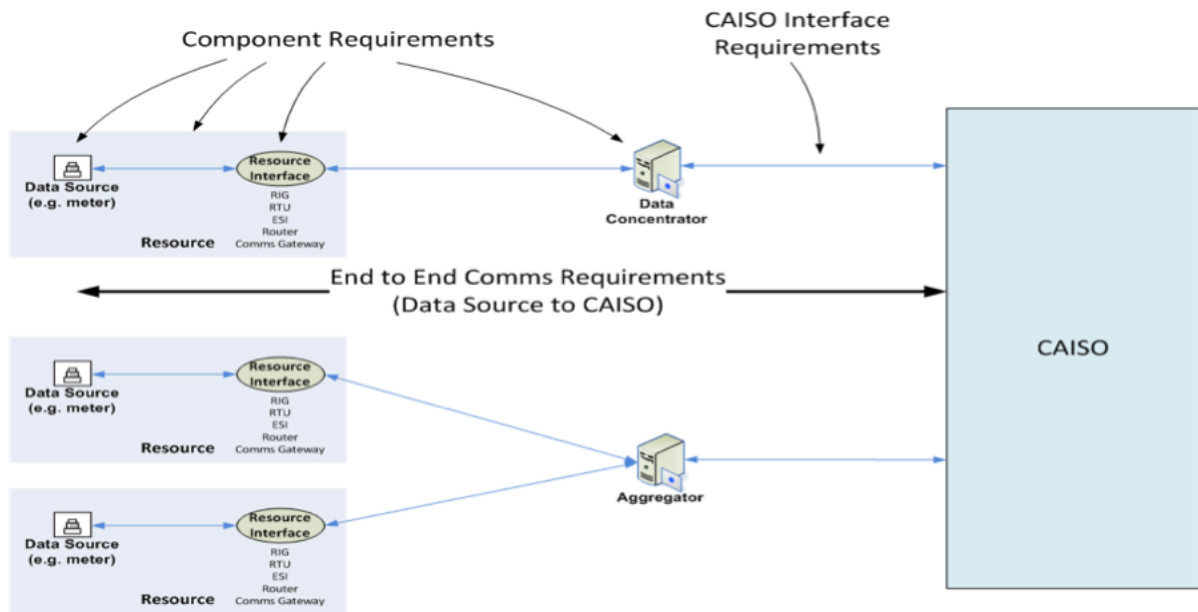 Component Requirements
CAISO Interface
Requirements
Data Source
(e.g. meter)
Resource
Interface
RIG
RTU
ESI
Router
Comms Gateway
Resource
Data
Concentrator
End to End Comms Requirements
(Data Source to CAISO)
CAISO
Data Source
(e.g. meter)
Resource
Interface
RIG
RTU
ESI
Router
Comms Gateway
Resource
Aggregator
Data Source
(e.g. meter)
Resource
Interface
RIG
RTU
ESI
Router
Comms Gateway
Resource